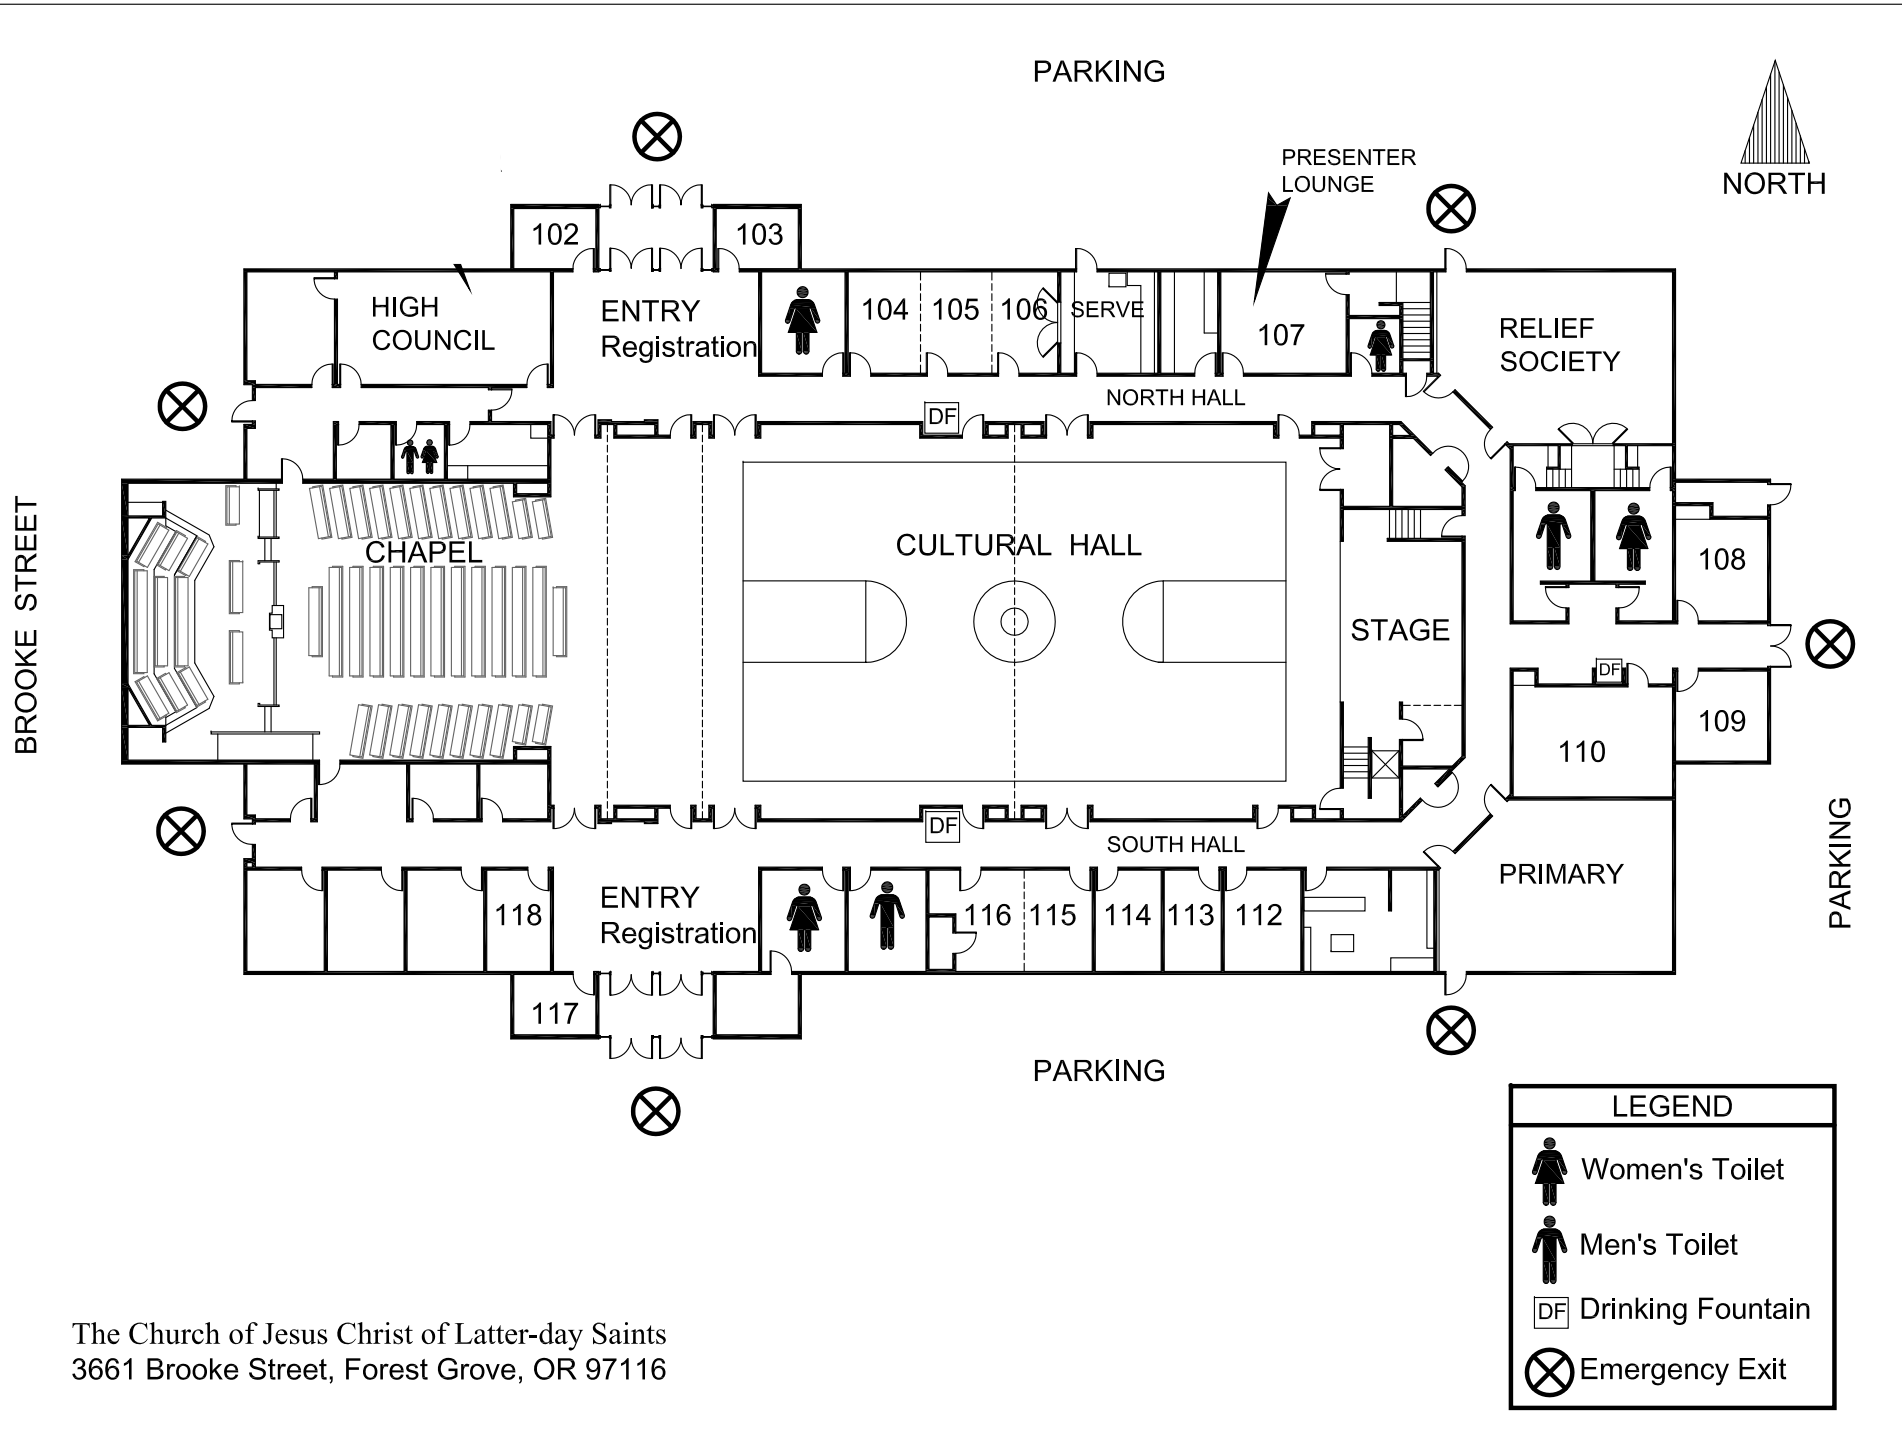 PARKING
PRESENTER
LOUNGE
NORTH
102
103
HIGH
COUNCIL
ENTRY
Registration
104
105
106
SERVE
107
RELIEF
SOCIETY
NORTH HALL
DF
BROOKE STREET
CHAPEL
CULTURAL HALL
STAGE
108
DF
109
110
DF
SOUTH HALL
PRIMARY
PARKING
118
ENTRY
Registration
116
115
114
113
112
117
PARKING
LEGEND
Women's Toilet
Men's Toilet
DF Drinking Fountain
Emergency Exit
The Church of Jesus Christ of Latter-day Saints
3661 Brooke Street, Forest Grove, OR 97116